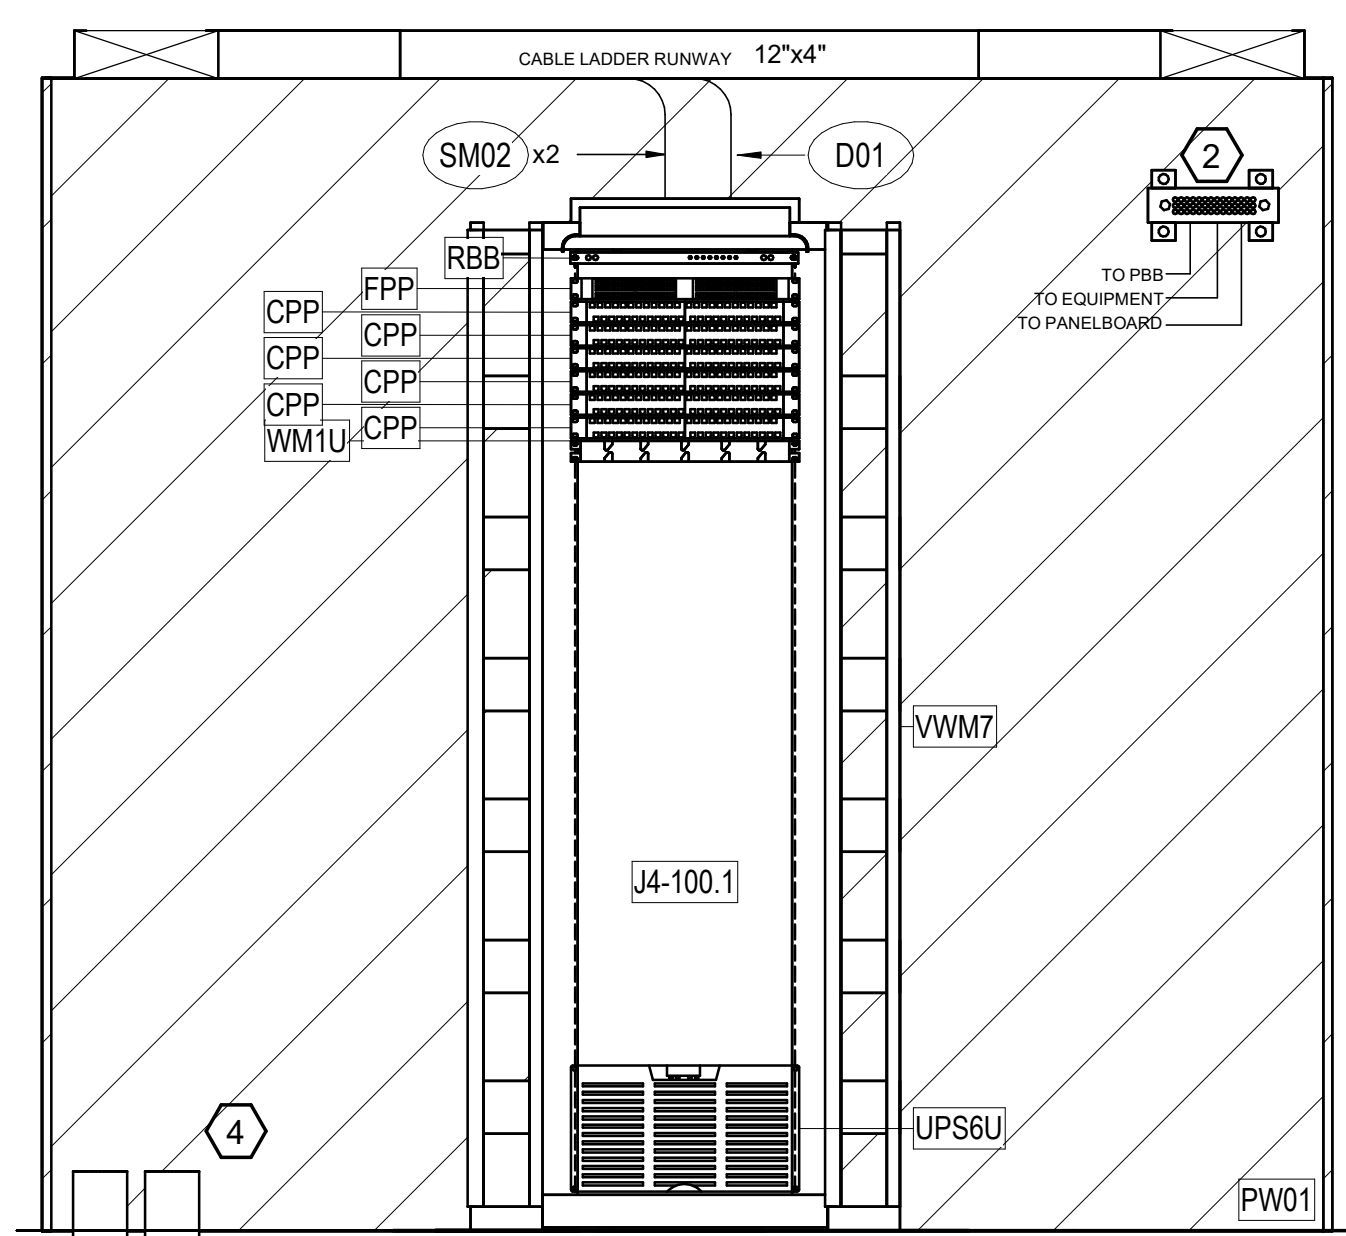 CABLE LADDER RUNWAY 12"x4"
SM02 x2
D01
2
RBB
FPP
CPP
CPP
CPP
CPP
CPP
CPP
WM1U
TO PBB
TO EQUIPMENT
TO PANELBOARD
VWM7
J4-100.1
UPS6U
4
PW01